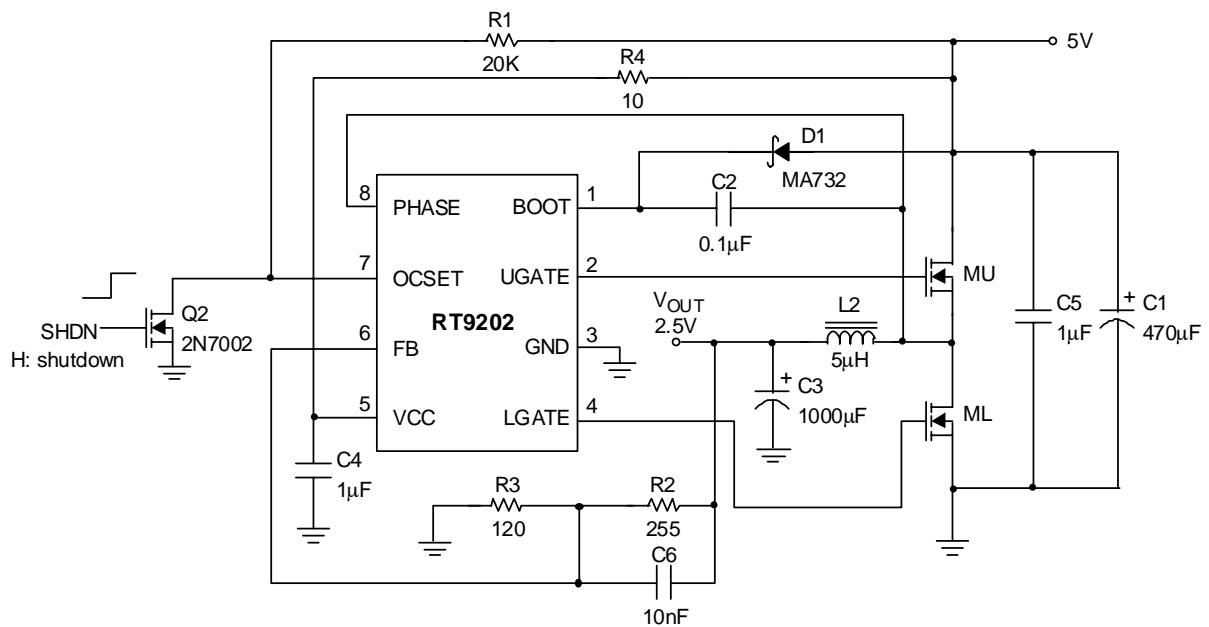 R1
20K
5V
R4
10
D1
MA732
8
PHASE
BOOT
1
C2
0.1µF
7
OCSET
UGATE
2
MU
Q2
2N7002
SHDN
H: shutdown
RT9202
VOUT
2.5V
L2
5µH
C5
1µF
+
C1
470µF
6
FB
GND
3
+
C3
1000µF
5
VCC
LGATE
4
ML
C4
1µF
R3
120
R2
255
C6
10nF